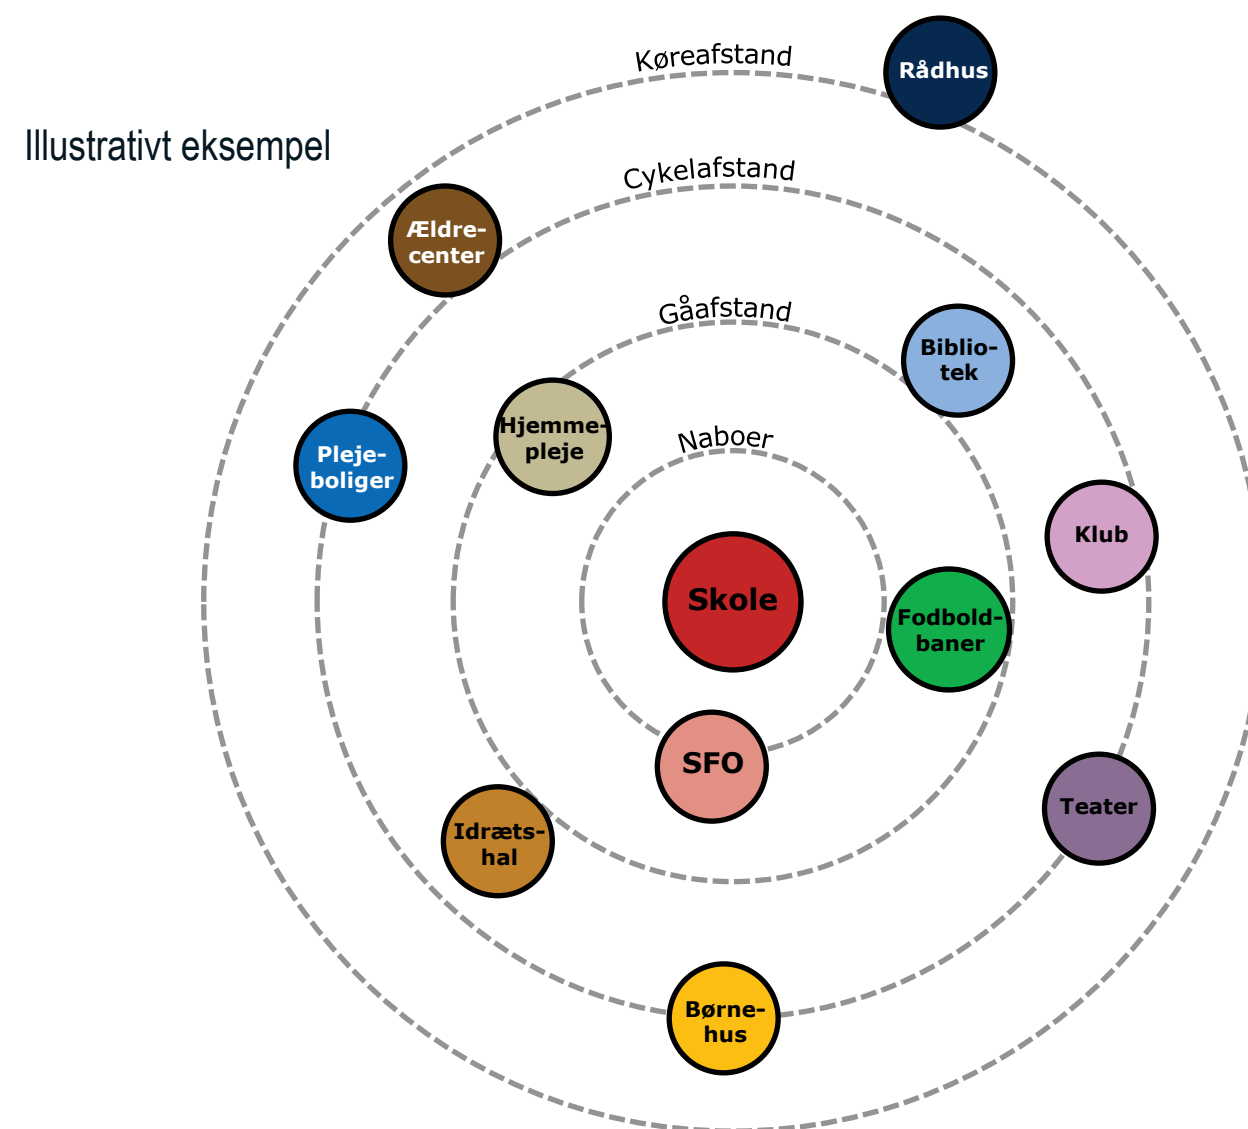 Køreafstand
Rådhus
Illustrativt eksempel
Cykelafstand
Ældre-
center
Gåafstand
Biblio-
tek
Hjemme-
pleje
Naboer
Pleje-
boliger
Klub
Skole
Fodbold-
baner
SFO
Teater
Idræts-
hal
Børne-
hus